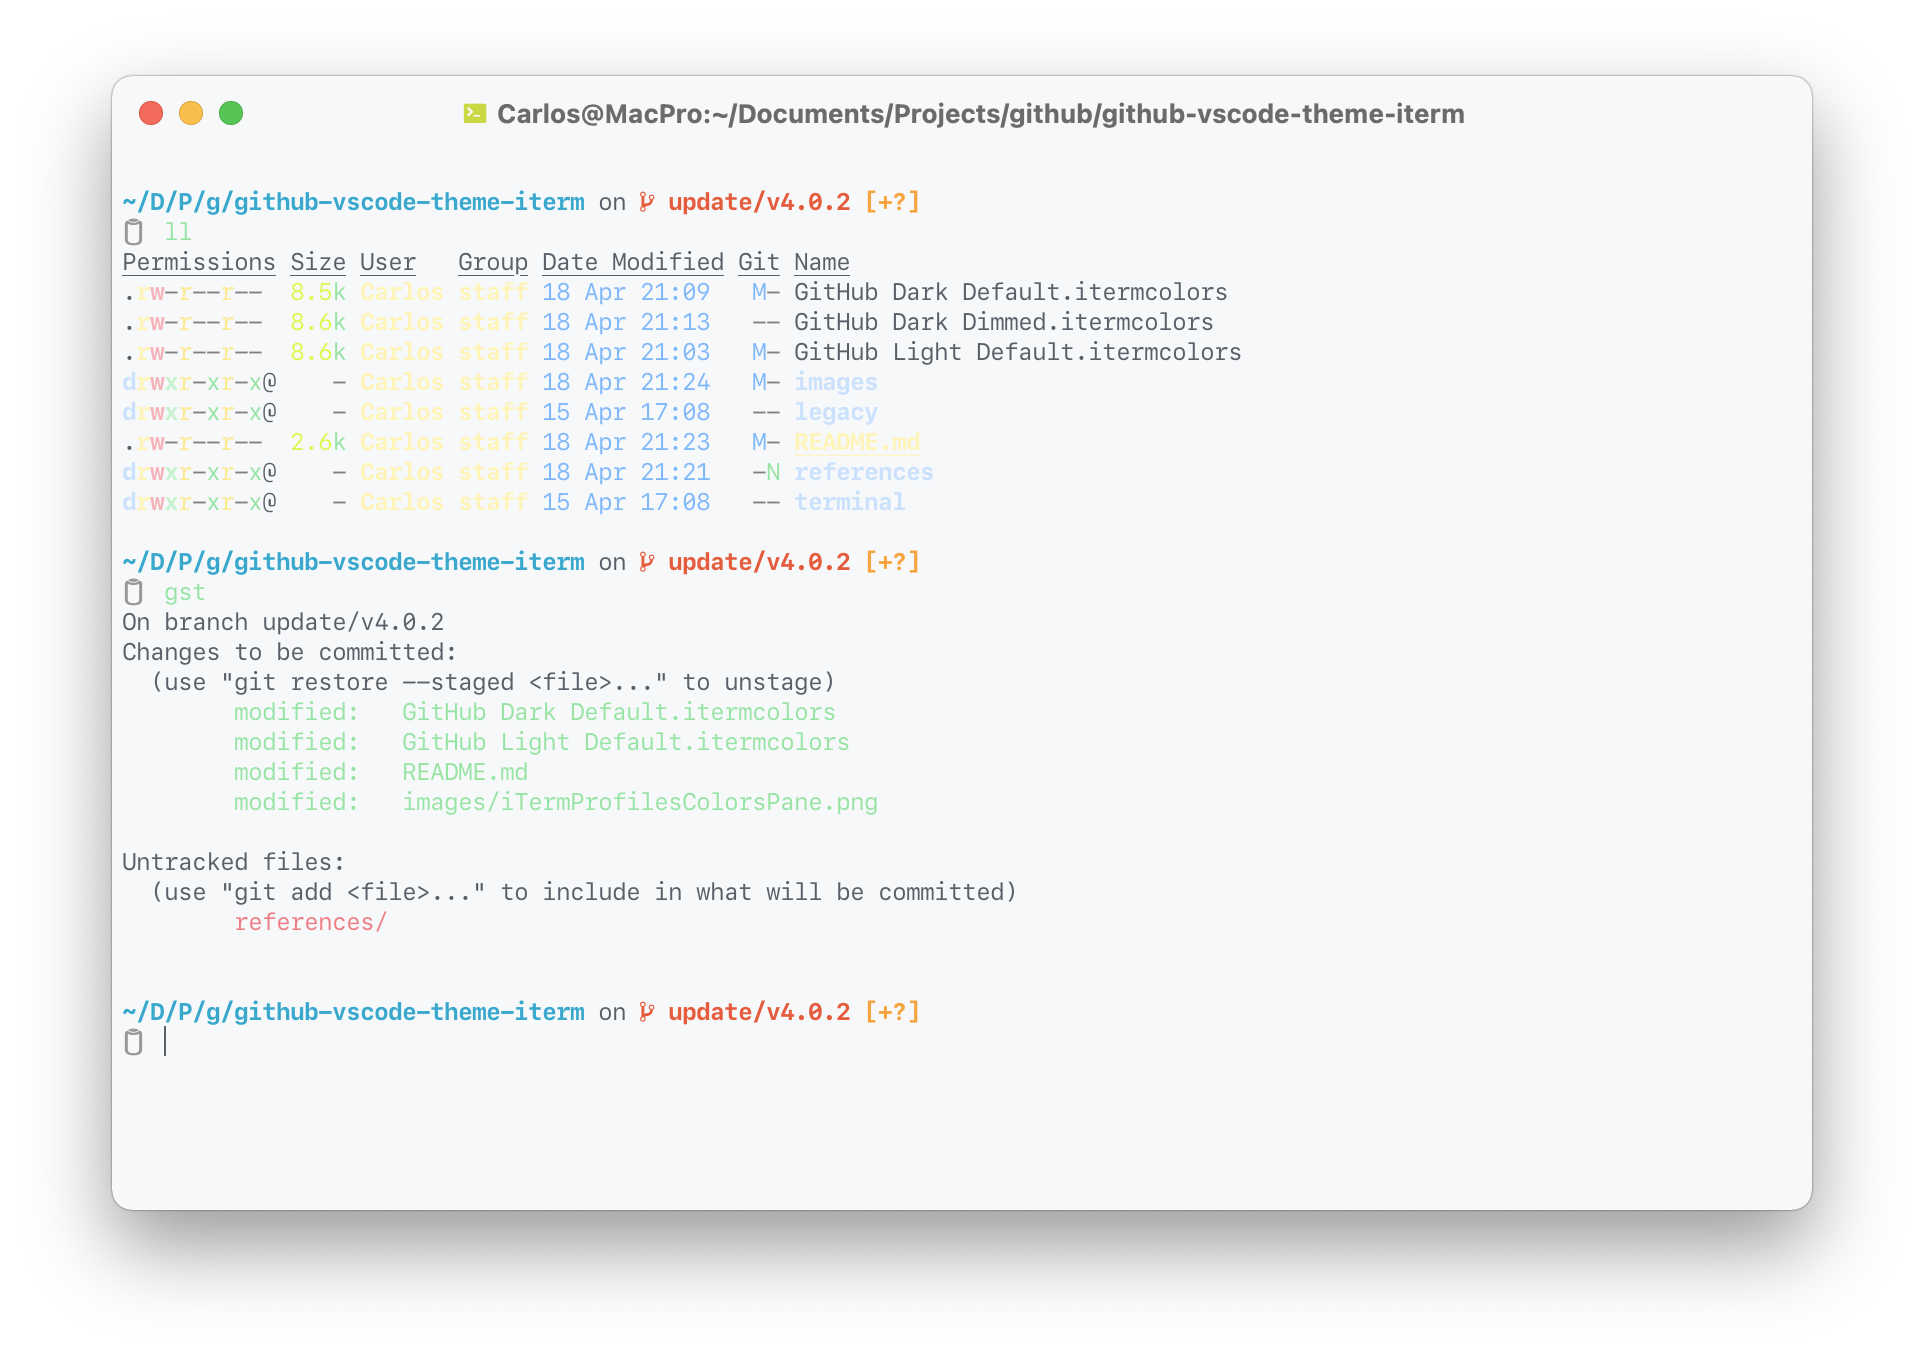 Carlos@MacPro:~/Documents/Projects/github/github-vscode-theme-iterm
~/D/P/g/github-vscode-theme-iterm on update/v4.0.2 [+?]
ll
Permissions Size User   Group Date Modified Git Name
.rw-r--r--  8.5k Carlos staff 18 Apr 21:09   M- GitHub Dark Default.itermcolors
.rw-r--r--  8.6k Carlos staff 18 Apr 21:13   -- GitHub Dark Dimmed.itermcolors
.rw-r--r--  8.6k Carlos staff 18 Apr 21:03   M- GitHub Light Default.itermcolors
drwxr-xr-x@    - Carlos staff 18 Apr 21:24   M- images
drwxr-xr-x@    - Carlos staff 15 Apr 17:08   -- legacy
.rw-r--r--  2.6k Carlos staff 18 Apr 21:23   M- README.md
drwxr-xr-x@    - Carlos staff 18 Apr 21:21   -N references
drwxr-xr-x@    - Carlos staff 15 Apr 17:08   -- terminal
~/D/P/g/github-vscode-theme-iterm on update/v4.0.2 [+?]
gst
On branch update/v4.0.2
Changes to be committed:
  (use "git restore --staged <file>..." to unstage)
        modified:   GitHub Dark Default.itermcolors
        modified:   GitHub Light Default.itermcolors
        modified:   README.md
        modified:   images/iTermProfilesColorsPane.png
Untracked files:
  (use "git add <file>..." to include in what will be committed)
        references/
~/D/P/g/github-vscode-theme-iterm on update/v4.0.2 [+?]